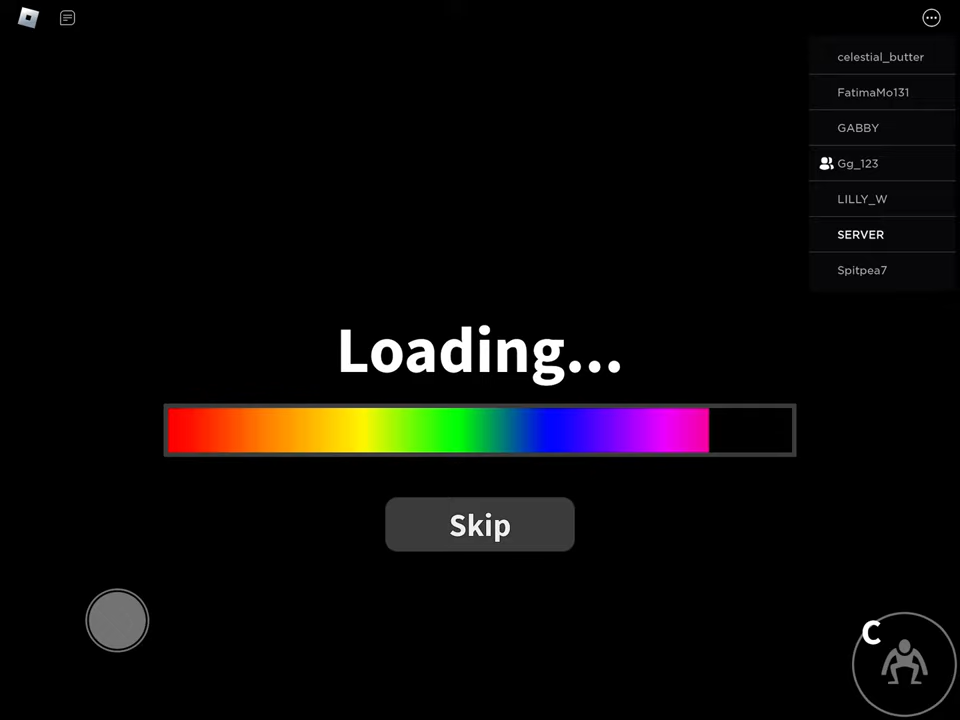 celestial_butter
FatimaMo131
GABBY
Gg_123
LILLY_W
SERVER
Spitpea7
Loading...
Skip
C